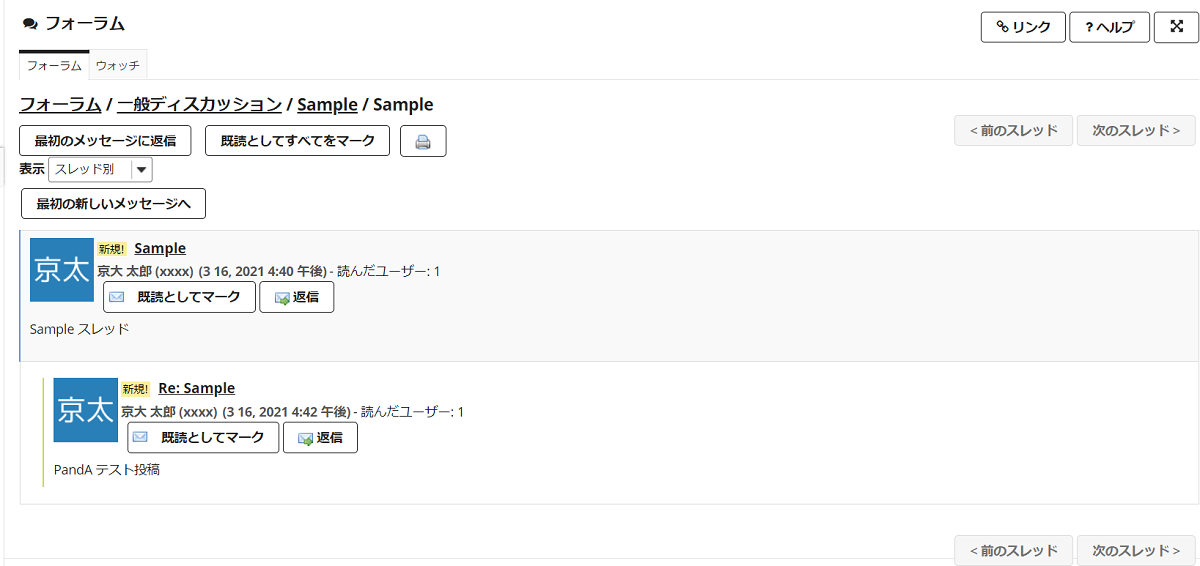 フォーラム
リンク ? ヘルプ
フォーラム ウォッチ
フォーラム / 一般ディスカッション / Sample / Sample
最初のメッセージに返信 既読としてすべてをマーク < 前のスレッド 次のスレッド >
表示 スレッド別
最初の新しいメッセージへ
京太 新規! Sample
京大 太郎 (xxxx) (3 16, 2021 4:40 午後) - 読んだユーザー: 1
既読としてマーク 返信
Sample スレッド
京太 新規! Re: Sample
京大 太郎 (xxxx) (3 16, 2021 4:42 午後) - 読んだユーザー: 1
既読としてマーク 返信
PandA テスト投稿
< 前のスレッド 次のスレッド >